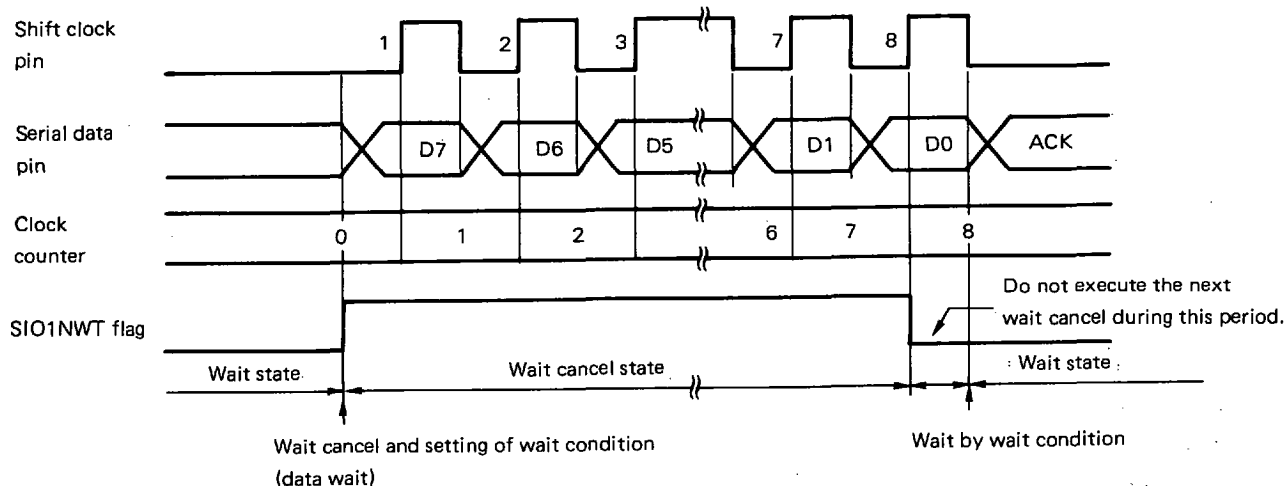 Shift clock
pin
1 2 3 7 8
Serial data
pin
D7 D6 D5 D1 D0 ACK
Clock
counter
0 1 2 6 7 8
Do not execute the next
wait cancel during this period.
SIO1NWT flag
Wait state Wait cancel state Wait state
Wait cancel and setting of wait condition
(data wait)
Wait by wait condition